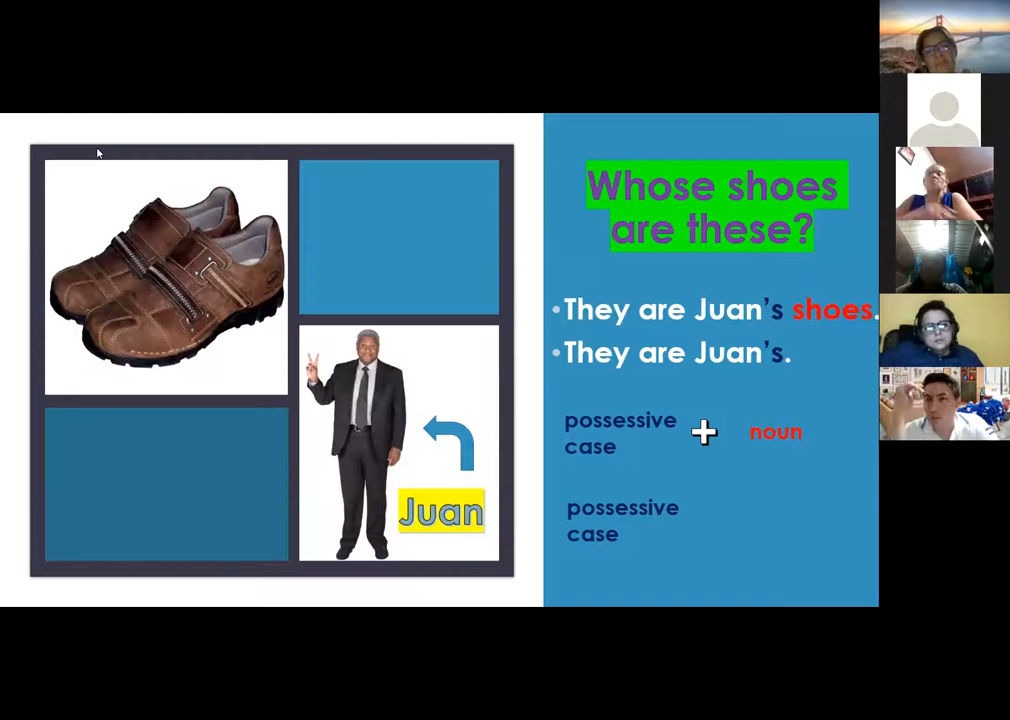 Whose shoes
are these?
•They are Juan's shoes.
•They are Juan's.
possessive
case
+
noun
possessive
case
Juan